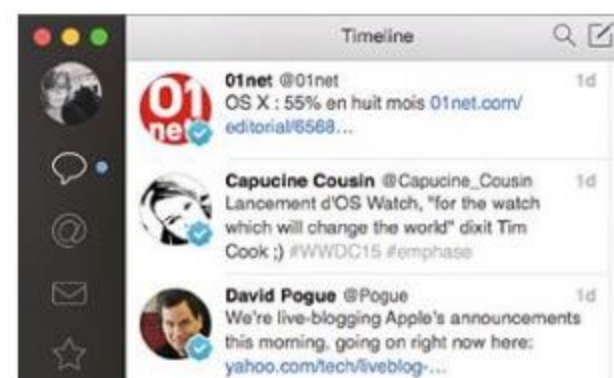 Timeline
01net @01net 1d
OS X : 55% en huit mois 01net.com/
editorial/6568...
01
net
Capucine Cousin @Capucine_Cousin 1d
Lancement d'OS Watch, "for the watch
which will change the world" dixit Tim
Cook ;) #WWDC15 #emphase
David Pogue @Pogue 1d
We're live-blogging Apple's announcements
this morning. going on right now here:
yahoo.com/tech/liveblog-...